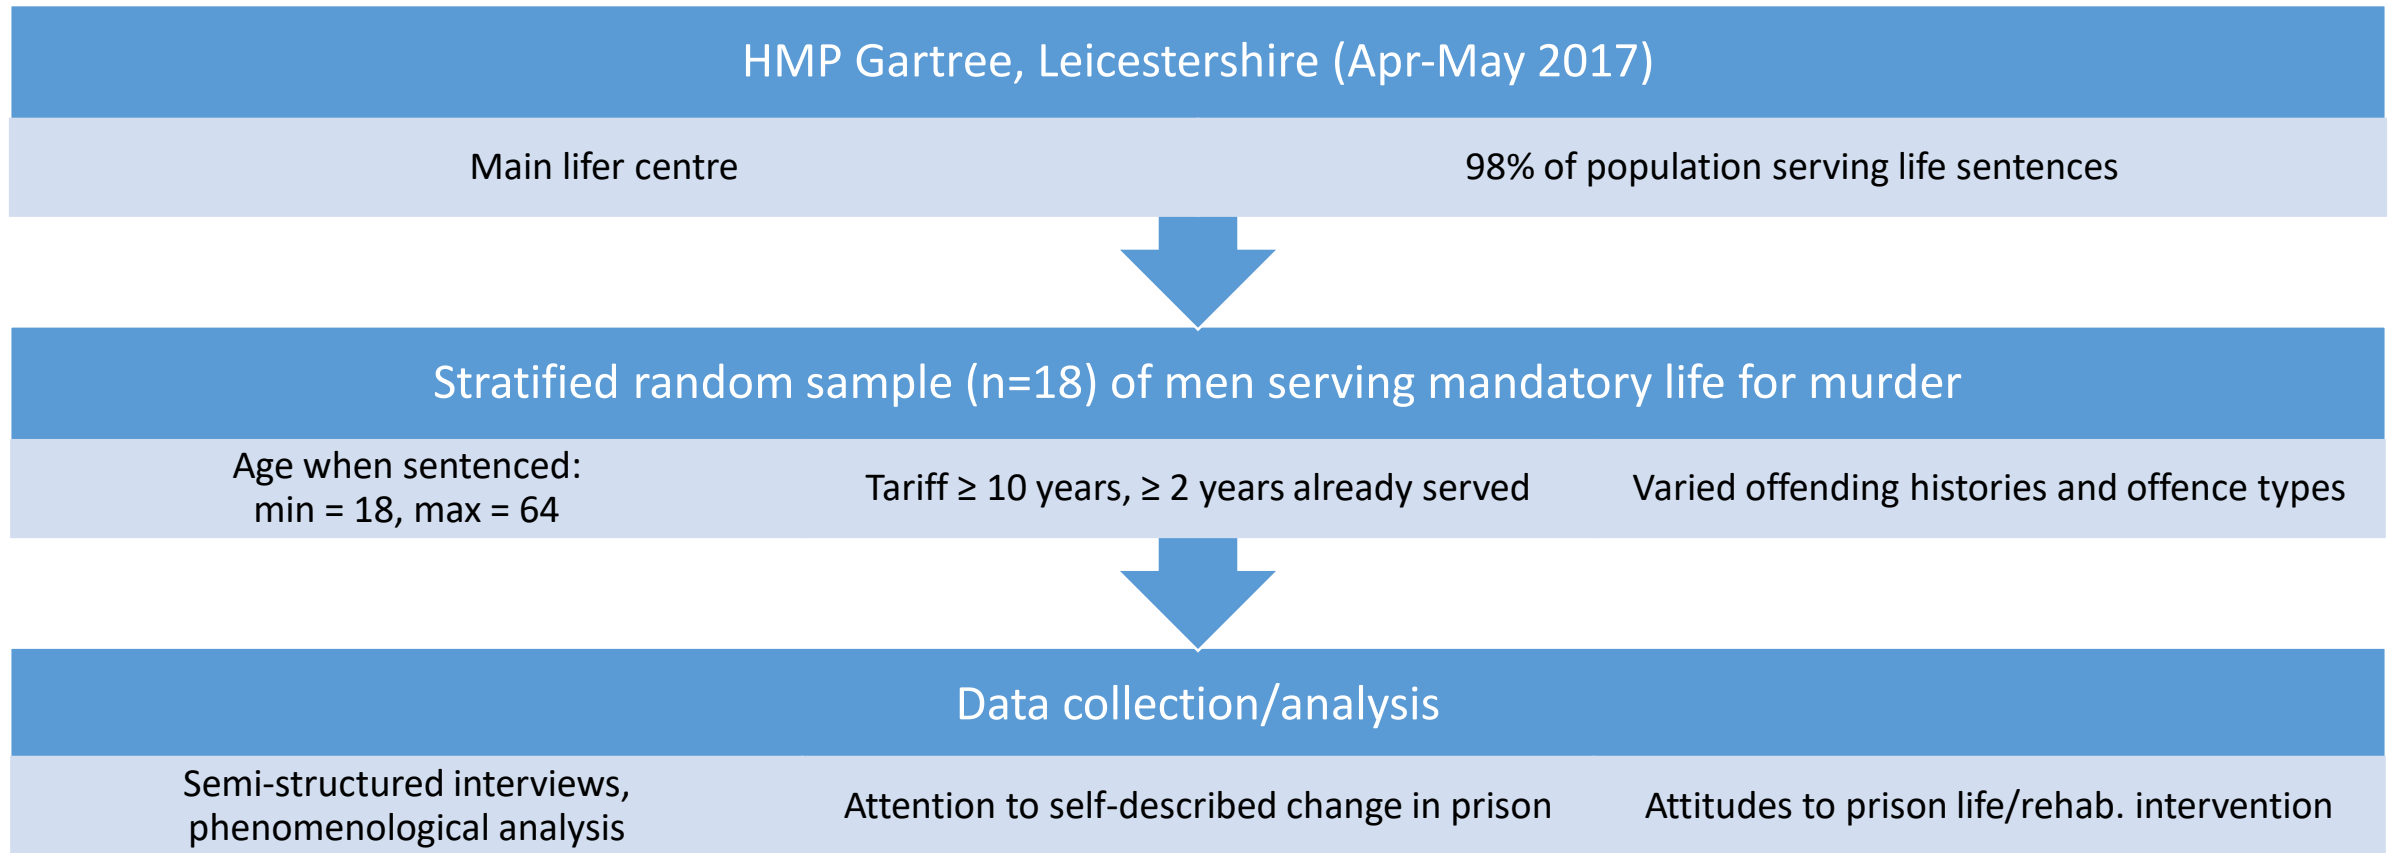 HMP Gartree, Leicestershire (Apr-May 2017)
Main lifer centre
98% of population serving life sentences
Stratified random sample (n=18) of men serving mandatory life for murder
Age when sentenced:
min = 18, max = 64
Tariff ≥ 10 years, ≥ 2 years already served
Varied offending histories and offence types
Data collection/analysis
Semi-structured interviews,
phenomenological analysis
Attention to self-described change in prison
Attitudes to prison life/rehab. intervention